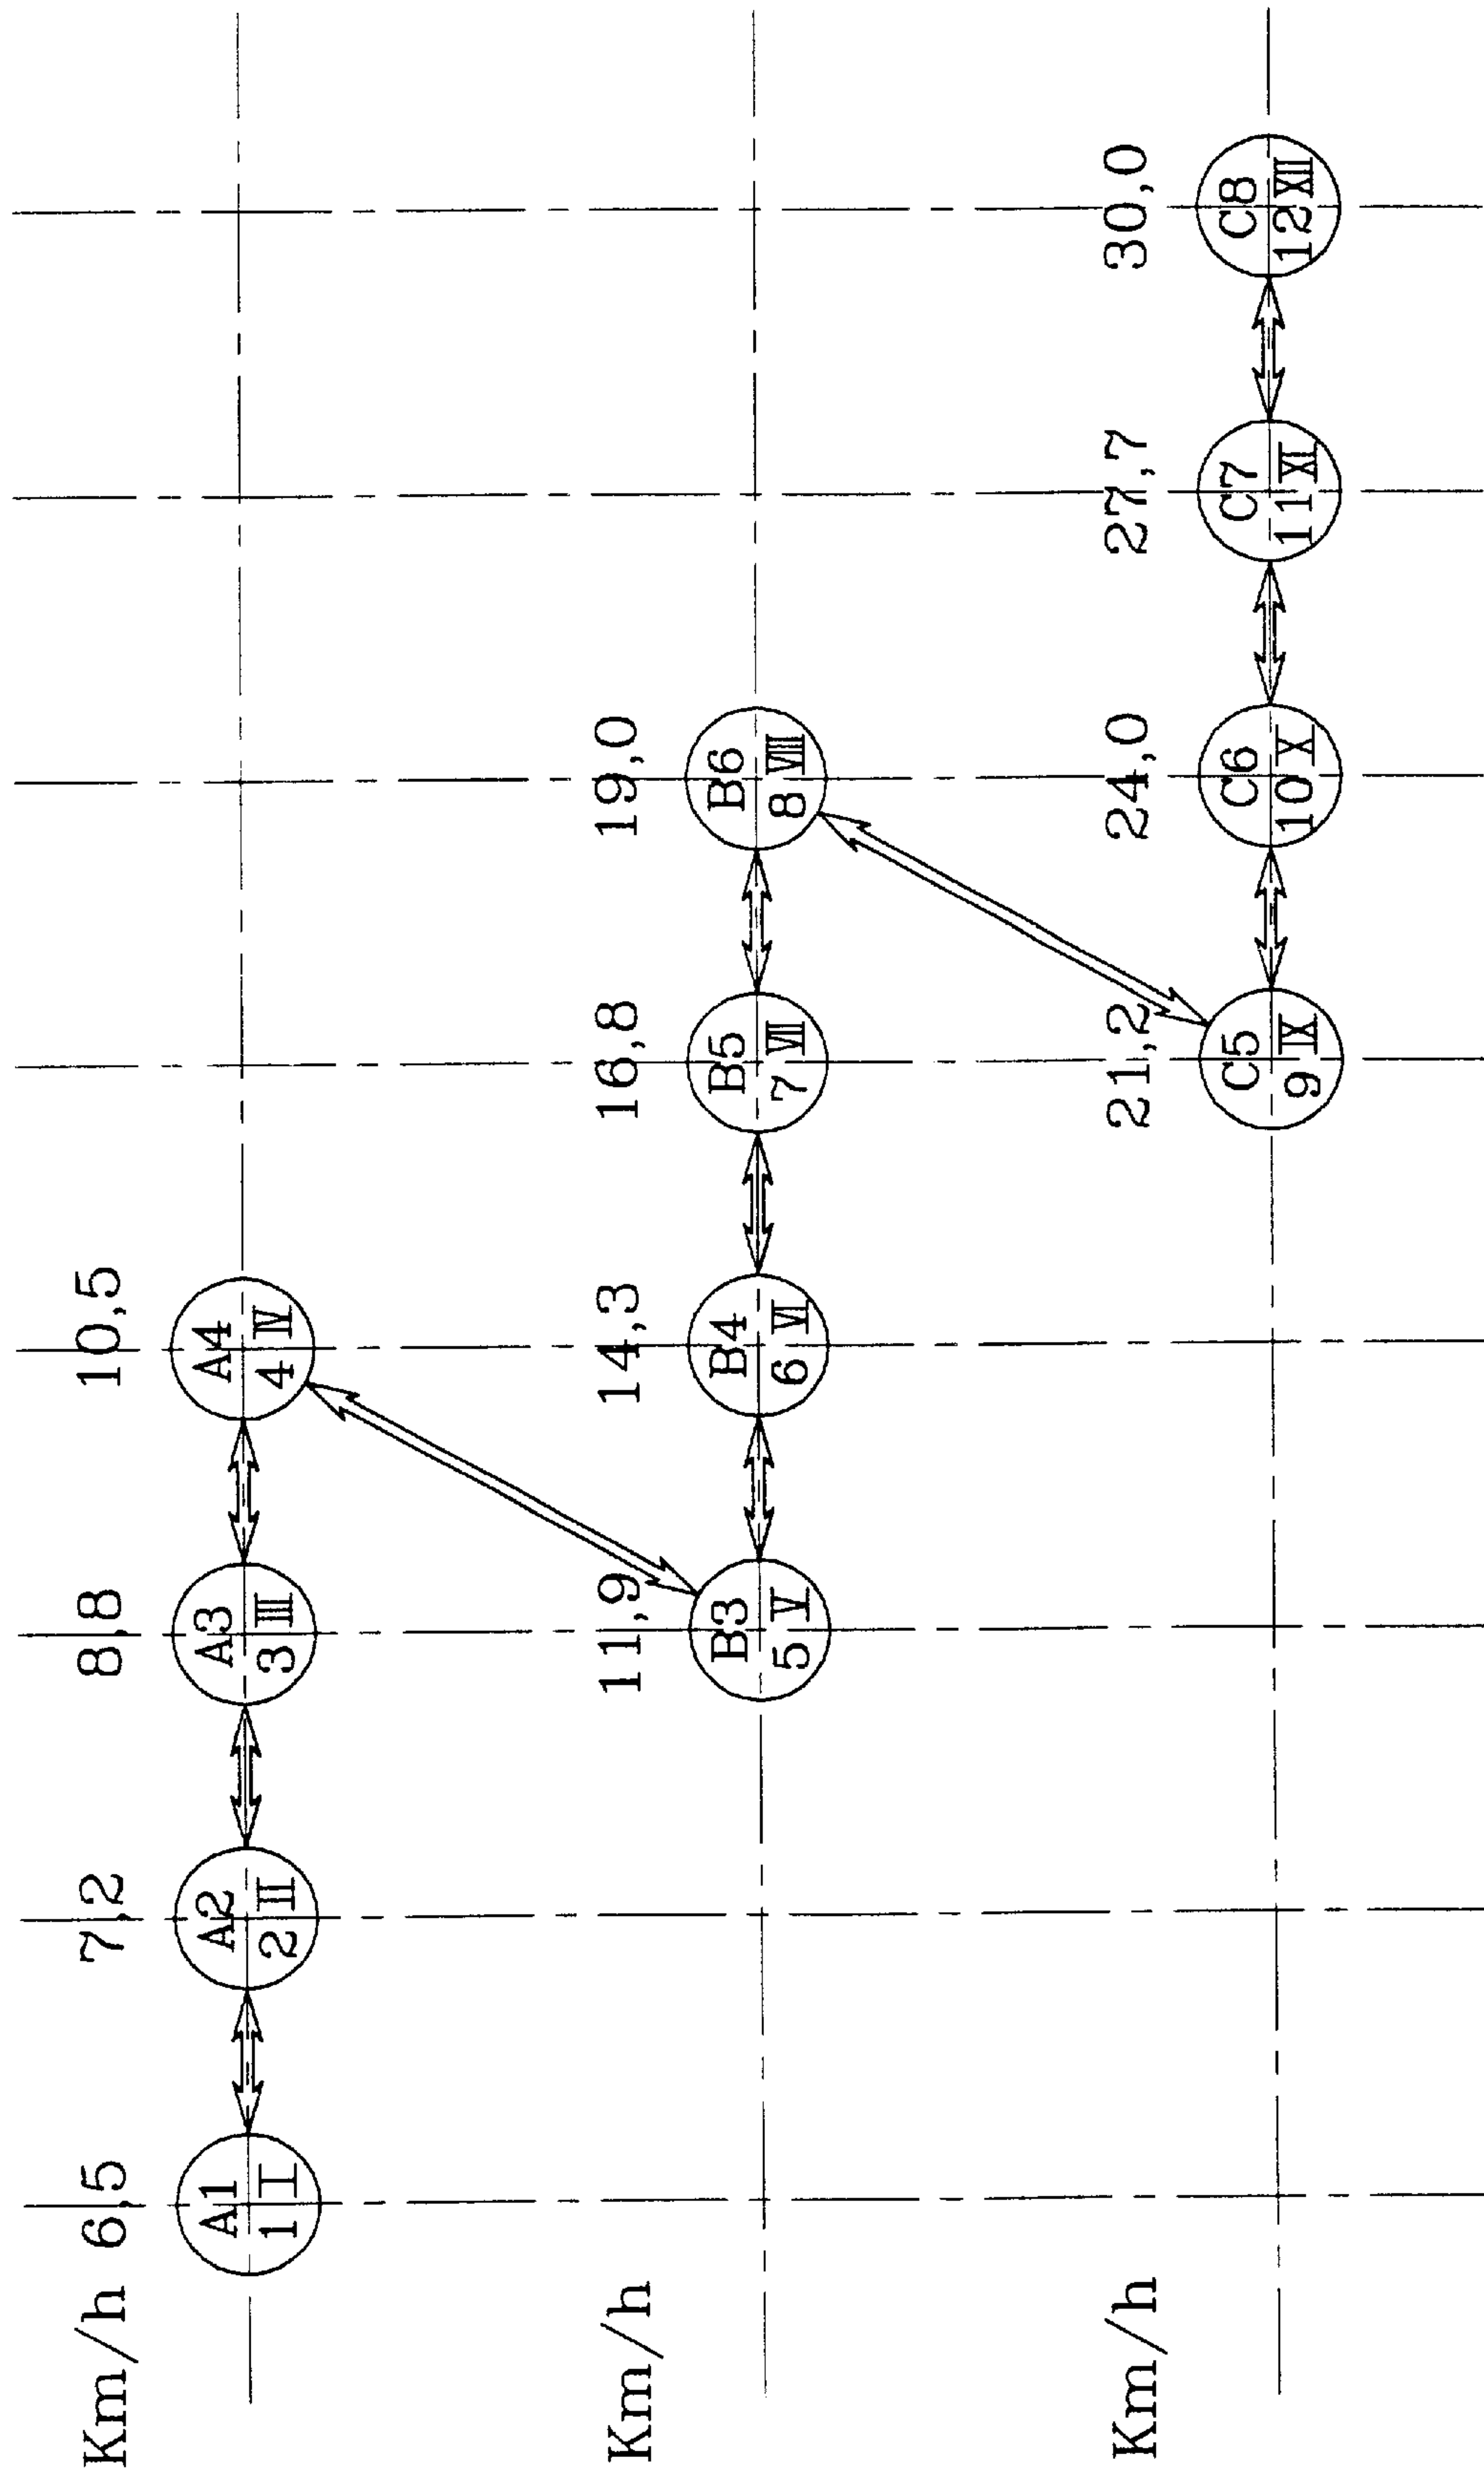 Km/h 6,5 7,2 8,8 10,5
A1 A2 A3 A4
1 I 2 II 3 III 4 IV
Km/h 11,9 14,3 16,8 19,0
B3 B4 B5 B6
5 V 6 VI 7 VII 8 VIII
Km/h 21,2 24,0 27,7 30,0
C5 C6 C7 C8
9 IX 10 X 11 XI 12 XII